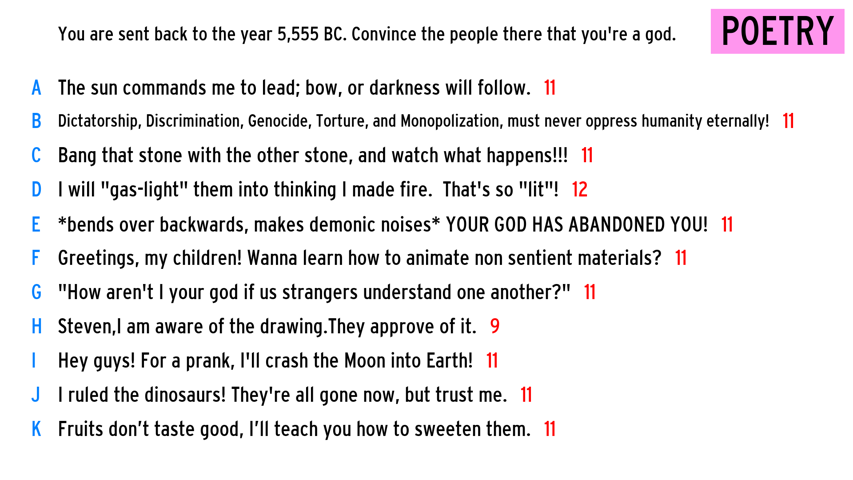 You are sent back to the year 5,555 BC. Convince the people there that you're a god.
POETRY
A The sun commands me to lead; bow, or darkness will follow. 11
B Dictatorship, Discrimination, Genocide, Torture, and Monopolization, must never oppress humanity eternally! 11
C Bang that stone with the other stone, and watch what happens!!! 11
D I will "gas-light" them into thinking I made fire.  That's so "lit"! 12
E *bends over backwards, makes demonic noises* YOUR GOD HAS ABANDONED YOU! 11
F Greetings, my children! Wanna learn how to animate non sentient materials? 11
G "How aren't I your god if us strangers understand one another?" 11
H Steven,I am aware of the drawing.They approve of it. 9
I Hey guys! For a prank, I'll crash the Moon into Earth! 11
J I ruled the dinosaurs! They're all gone now, but trust me. 11
K Fruits don’t taste good, I’ll teach you how to sweeten them. 11